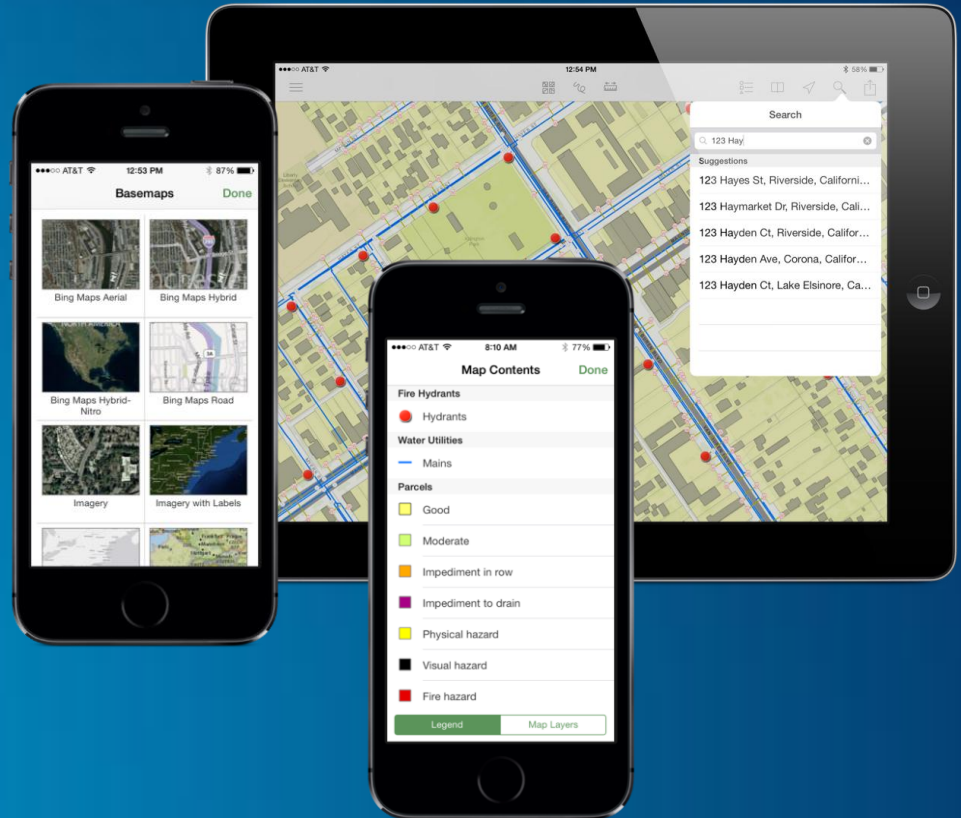 ●●●○○ AT&T 12:54 PM 58%
Search
123 Hay
Suggestions
123 Hayes St, Riverside, Californi...
123 Haymarket Dr, Riverside, Cali...
123 Hayden Ct, Riverside, Califor...
123 Hayden Ave, Corona, Califor...
123 Hayden Ct, Lake Elsinore, Ca...
●●●○○ AT&T 12:53 PM 87%
Basemaps Done
Bing Maps Aerial Bing Maps Hybrid
NORTH AMERICA
Bing Maps Hybrid-
Nitro
Bing Maps Road
Imagery Imagery with Labels
●●●○○ AT&T 8:10 AM 77%
Map Contents Done
Fire Hydrants
Hydrants
Water Utilities
Mains
Parcels
Good
Moderate
Impediment in row
Impediment to drain
Physical hazard
Visual hazard
Fire hazard
Legend Map Layers